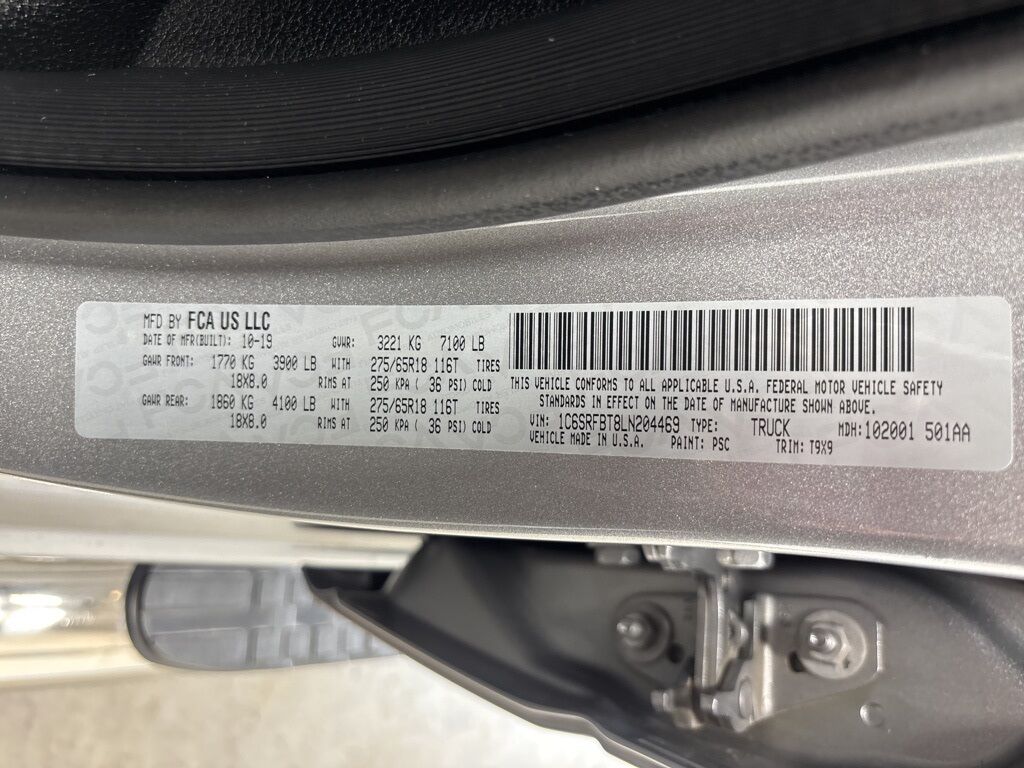 MFD BY FCA US LLC
DATE OF MFR(BUILT): 10-19 GVWR: 3221 KG 7100 LB
GAWR FRONT: 1770 KG 3900 LB WITH 275/65R18 116T TIRES
18X8.0 RIMS AT 250 KPA ( 36 PSI) COLD
GAWR REAR: 1860 KG 4100 LB WITH 275/65R18 116T TIRES
18X8.0 RIMS AT 250 KPA ( 36 PSI) COLD
THIS VEHICLE CONFORMS TO ALL APPLICABLE U.S.A. FEDERAL MOTOR VEHICLE SAFETY
STANDARDS IN EFFECT ON THE DATE OF MANUFACTURE SHOWN ABOVE.
VIN: 1C6SRFBT8LN204469 TYPE: TRUCK MDH:102001 501AA
VEHICLE MADE IN U.S.A. PAINT: PSC TRIM: T9X9